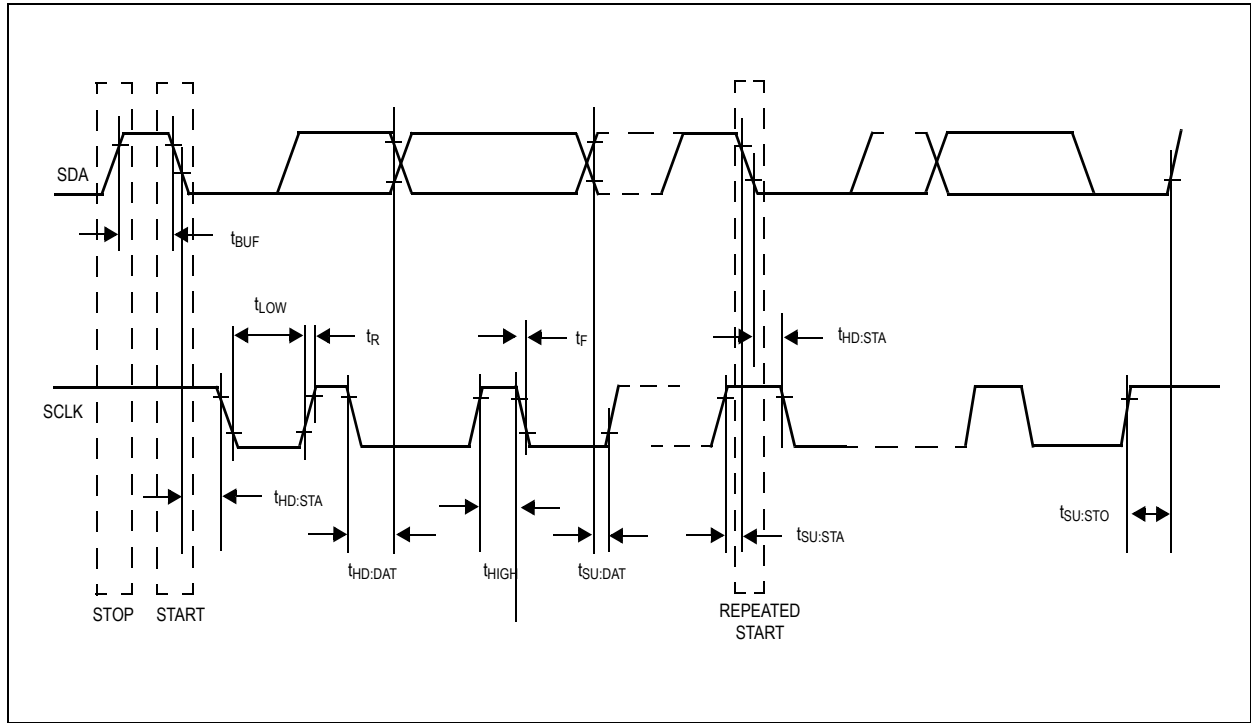 SDA
tBUF
tLOW
tR
tF
tHD:STA
SCLK
tHD:STA
tSU:STA
tSU:STO
tHD:DAT
tHIGH
tSU:DAT
STOP
START
REPEATED
START